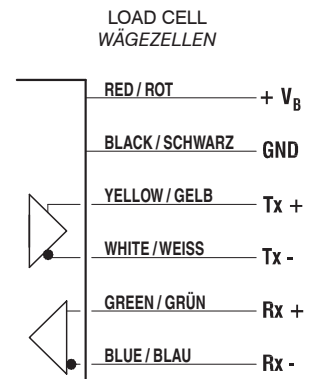 LOAD CELL
WÄGEZELLEN
RED / ROT + VB
BLACK / SCHWARZ GND
YELLOW / GELB Tx +
WHITE / WEISS Tx -
GREEN / GRÜN Rx +
BLUE / BLAU Rx -